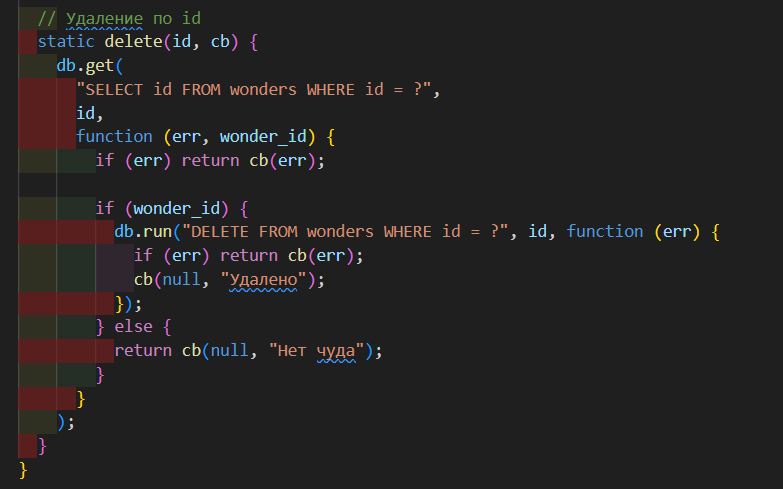 // Удаление по id
static delete(id, cb) {
db.get(
"SELECT id FROM wonders WHERE id = ?",
id,
function (err, wonder_id) {
if (err) return cb(err);
if (wonder_id) {
db.run("DELETE FROM wonders WHERE id = ?", id, function (err) {
if (err) return cb(err);
cb(null, "Удалено");
});
} else {
return cb(null, "Нет чуда");
}
}
);
}
}